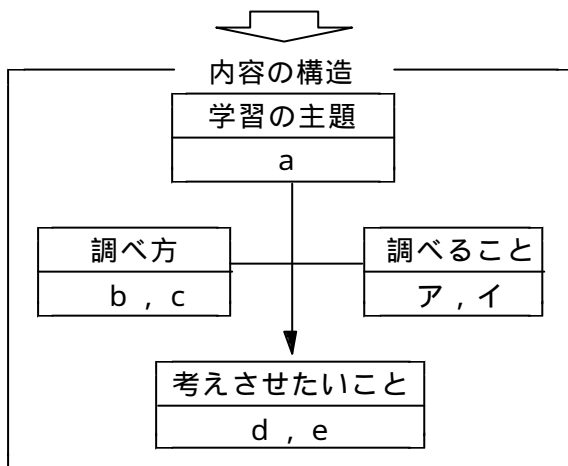 内容の構造
学習の主題
a
調べ方
b , c
調べること
ア , イ
考えさせたいこと
d , e